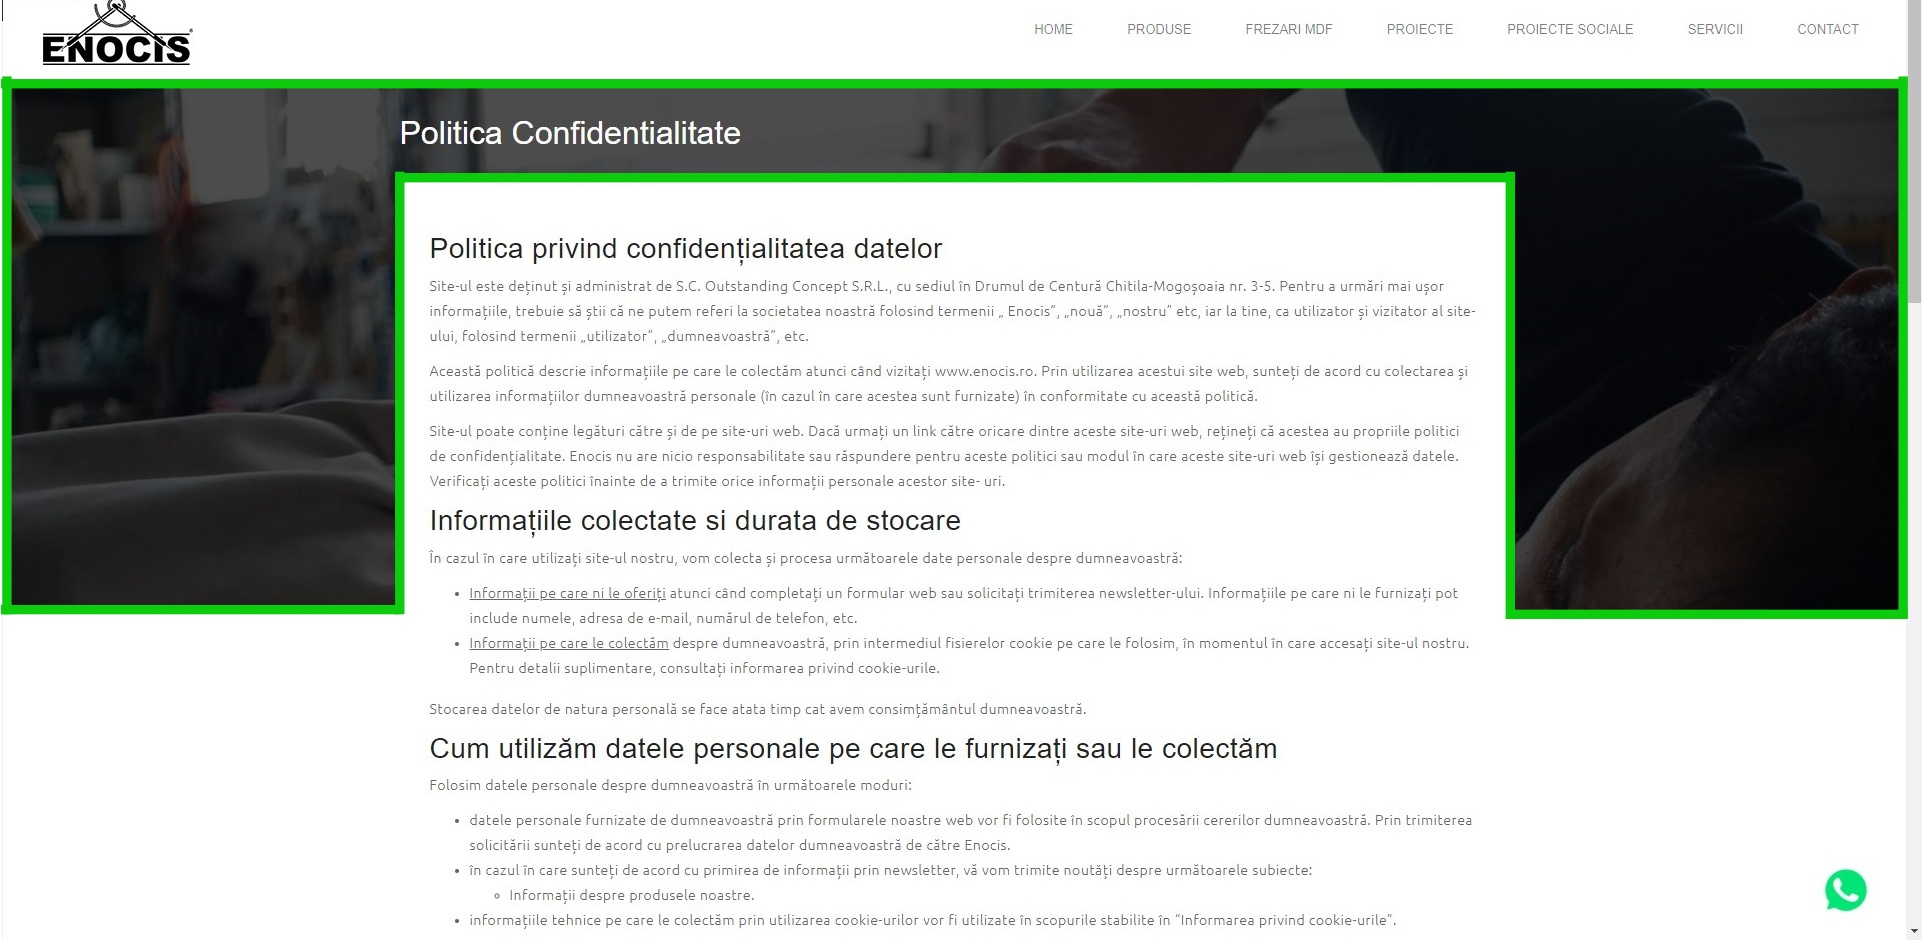 ENOCIS
HOME
PRODUSE
FREZARI MDF
PROIECTE
PROIECTE SOCIALE
SERVICII
CONTACT
Politica Confidentialitate
Politica privind confidențialitatea datelor
Site-ul este deținut și administrat de S.C. Outstanding Concept S.R.L., cu sediul în Drumul de Centură Chitila-Mogoșoaia nr. 3-5. Pentru a urmări mai ușor
informațiile, trebuie să știi că ne putem referi la societatea noastră folosind termenii „ Enocis”, „nouă”, „nostru” etc, iar la tine, ca utilizator și vizitator al site-
ului, folosind termenii „utilizator”, „dumneavoastră”, etc.
Această politică descrie informațiile pe care le colectăm atunci când vizitați www.enocis.ro. Prin utilizarea acestui site web, sunteți de acord cu colectarea și
utilizarea informațiilor dumneavoastră personale (în cazul în care acestea sunt furnizate) în conformitate cu această politică.
Site-ul poate conține legături către și de pe site-uri web. Dacă urmați un link către oricare dintre aceste site-uri web, rețineți că acestea au propriile politici
de confidențialitate. Enocis nu are nicio responsabilitate sau răspundere pentru aceste politici sau modul în care aceste site-uri web își gestionează datele.
Verificați aceste politici înainte de a trimite orice informații personale acestor site- uri.
Informațiile colectate si durata de stocare
În cazul în care utilizați site-ul nostru, vom colecta și procesa următoarele date personale despre dumneavoastră:
• Informații pe care ni le oferiți atunci când completați un formular web sau solicitați trimiterea newsletter-ului. Informațiile pe care ni le furnizați pot
include numele, adresa de e-mail, numărul de telefon, etc.
• Informații pe care le colectăm despre dumneavoastră, prin intermediul fisierelor cookie pe care le folosim, în momentul în care accesați site-ul nostru.
Pentru detalii suplimentare, consultați informarea privind cookie-urile.
Stocarea datelor de natura personală se face atata timp cat avem consimțământul dumneavoastră.
Cum utilizăm datele personale pe care le furnizați sau le colectăm
Folosim datele personale despre dumneavoastră în următoarele moduri:
• datele personale furnizate de dumneavoastră prin formularele noastre web vor fi folosite în scopul procesării cererilor dumneavoastră. Prin trimiterea
solicitării sunteți de acord cu prelucrarea datelor dumneavoastră de către Enocis.
• în cazul în care sunteți de acord cu primirea de informații prin newsletter, vă vom trimite noutăți despre următoarele subiecte:
◦ Informații despre produsele noastre.
• informațiile tehnice pe care le colectăm prin utilizarea cookie-urilor vor fi utilizate în scopurile stabilite în “Informarea privind cookie-urile”.